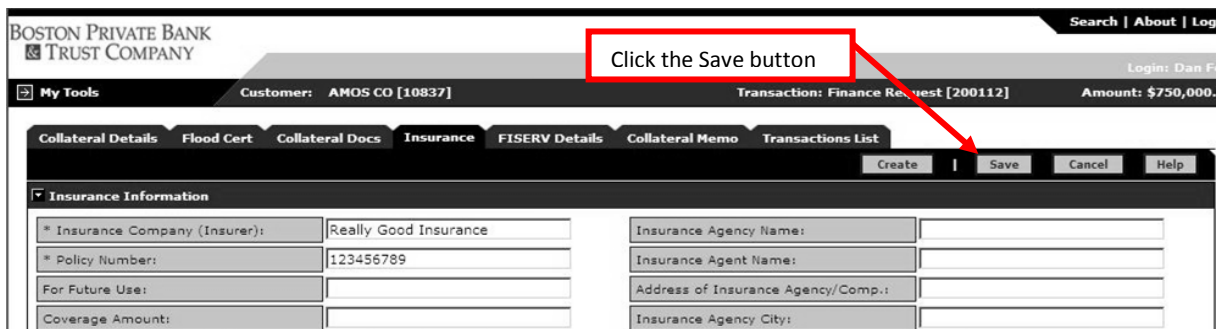 Search | About | Log
BOSTON PRIVATE BANK
& TRUST COMPANY
Click the Save button
Login: Dan F
My Tools
Customer: AMOS CO [10837]
Transaction: Finance Request [200112]
Amount: $750,000.
Collateral Details
Flood Cert
Collateral Docs
Insurance
FISERV Details
Collateral Memo
Transactions List
Create | Save Cancel Help
Insurance Information
* Insurance Company (Insurer): Really Good Insurance
Insurance Agency Name:
* Policy Number: 123456789
Insurance Agent Name:
For Future Use:
Address of Insurance Agency/Comp.:
Coverage Amount:
Insurance Agency City: